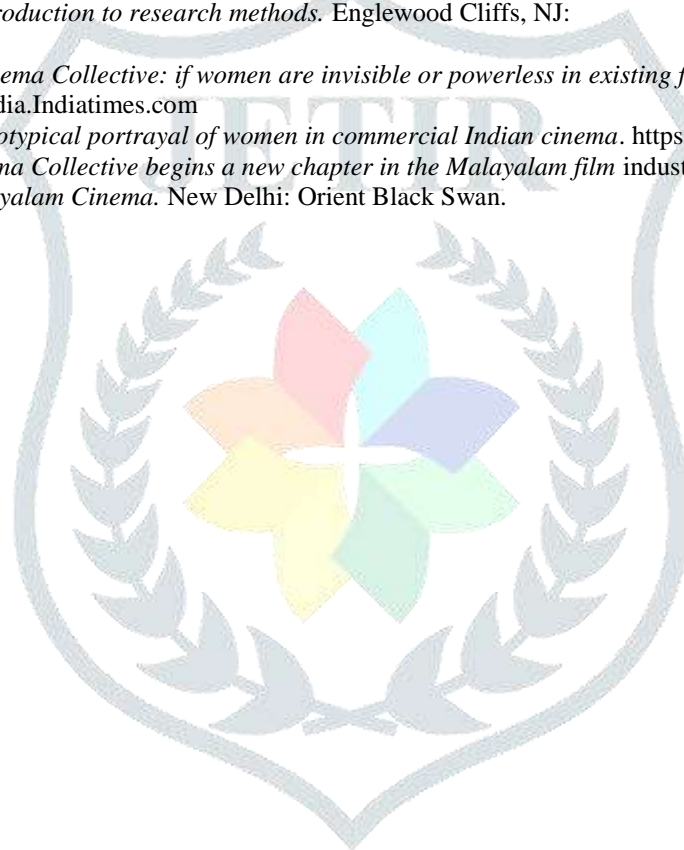 roduction to research methods. Englewood Cliffs, NJ:
ema Collective: if women are invisible or powerless in existing f
dia.Indiatimes.com
otypical portrayal of women in commercial Indian cinema. https
ma Collective begins a new chapter in the Malayalam film indust
yalam Cinema. New Delhi: Orient Black Swan.
JETIR